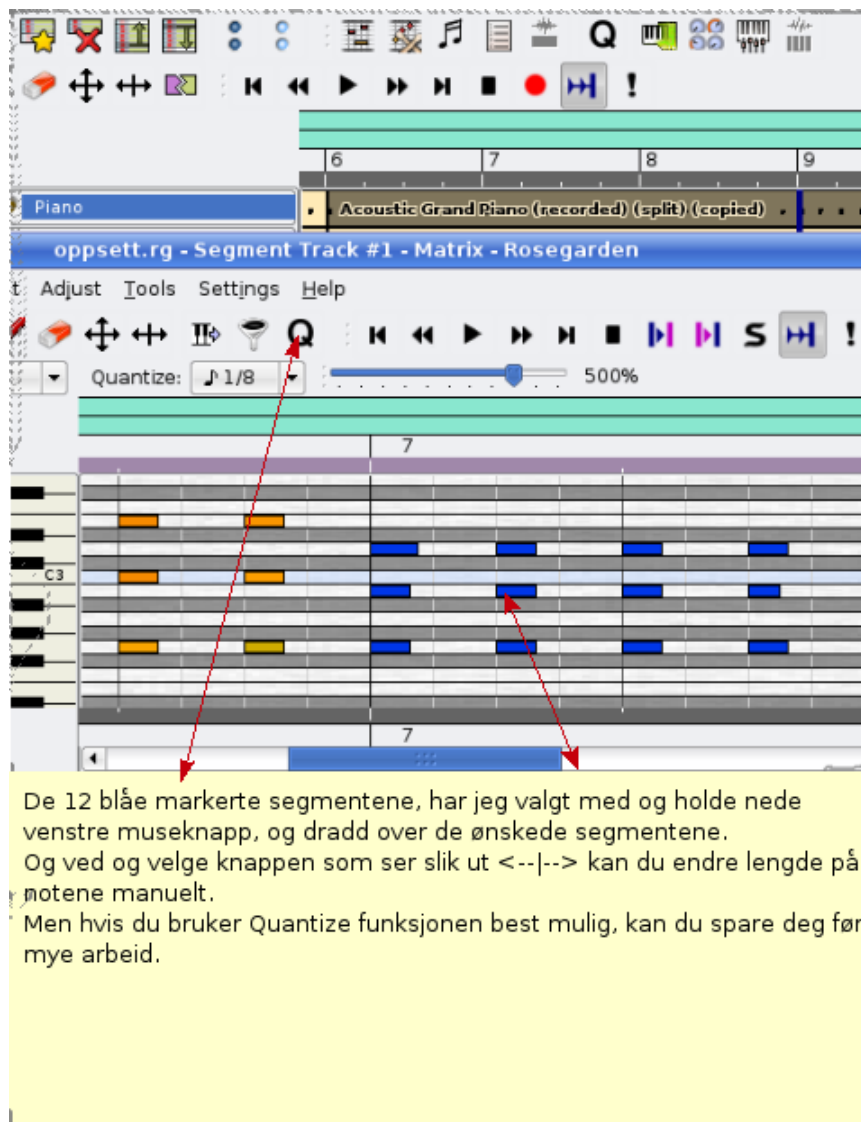 Q
6 7 8 9
Piano
Acoustic Grand Piano (recorded) (split) (copied)
oppsett.rg - Segment Track #1 - Matrix - Rosegarden
t Adjust Tools Settings Help
Q S !
Quantize: 1/8 500%
7
C3
7
De 12 blåe markerte segmentene, har jeg valgt med og holde nede
venstre museknapp, og dradd over de ønskede segmentene.
Og ved og velge knappen som ser slik ut <--|--> kan du endre lengde på
notene manuelt.
Men hvis du bruker Quantize funksjonen best mulig, kan du spare deg før
mye arbeid.